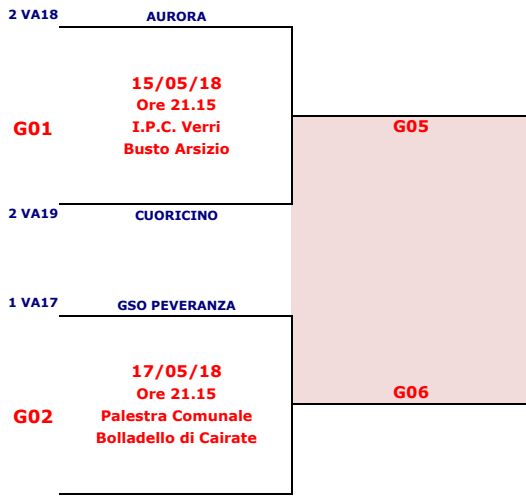 2 VA18 AURORA
15/05/18
Ore 21.15
G01 I.P.C. Verri
G05
Busto Arsizio
2 VA19 CUORICINO
1 VA17 GSO PEVERANZA
17/05/18
Ore 21.15
G06
G02 Palestra Comunale
Bolladello di Cairate